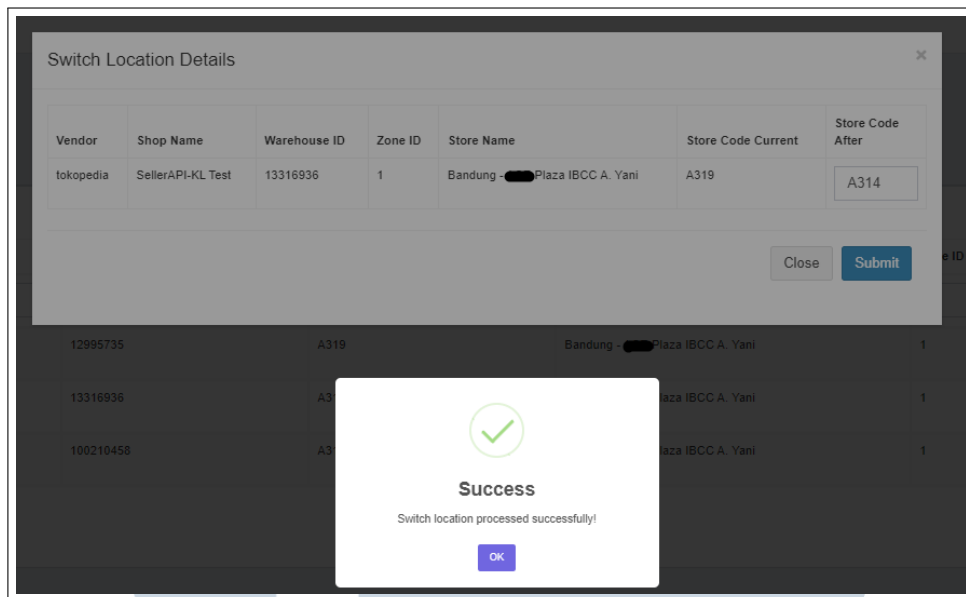 Switch Location Details
×
Vendor Shop Name Warehouse ID Zone ID Store Name Store Code Current Store Code After
tokopedia SellerAPI-KL Test 13316936 1 Bandung - Plaza IBCC A. Yani A319 A314
Close Submit
e ID
12995735 A319 Bandung - Plaza IBCC A. Yani 1
13316936 laza IBCC A. Yani 1
100210458 laza IBCC A. Yani 1
Success
Switch location processed successfully!
OK